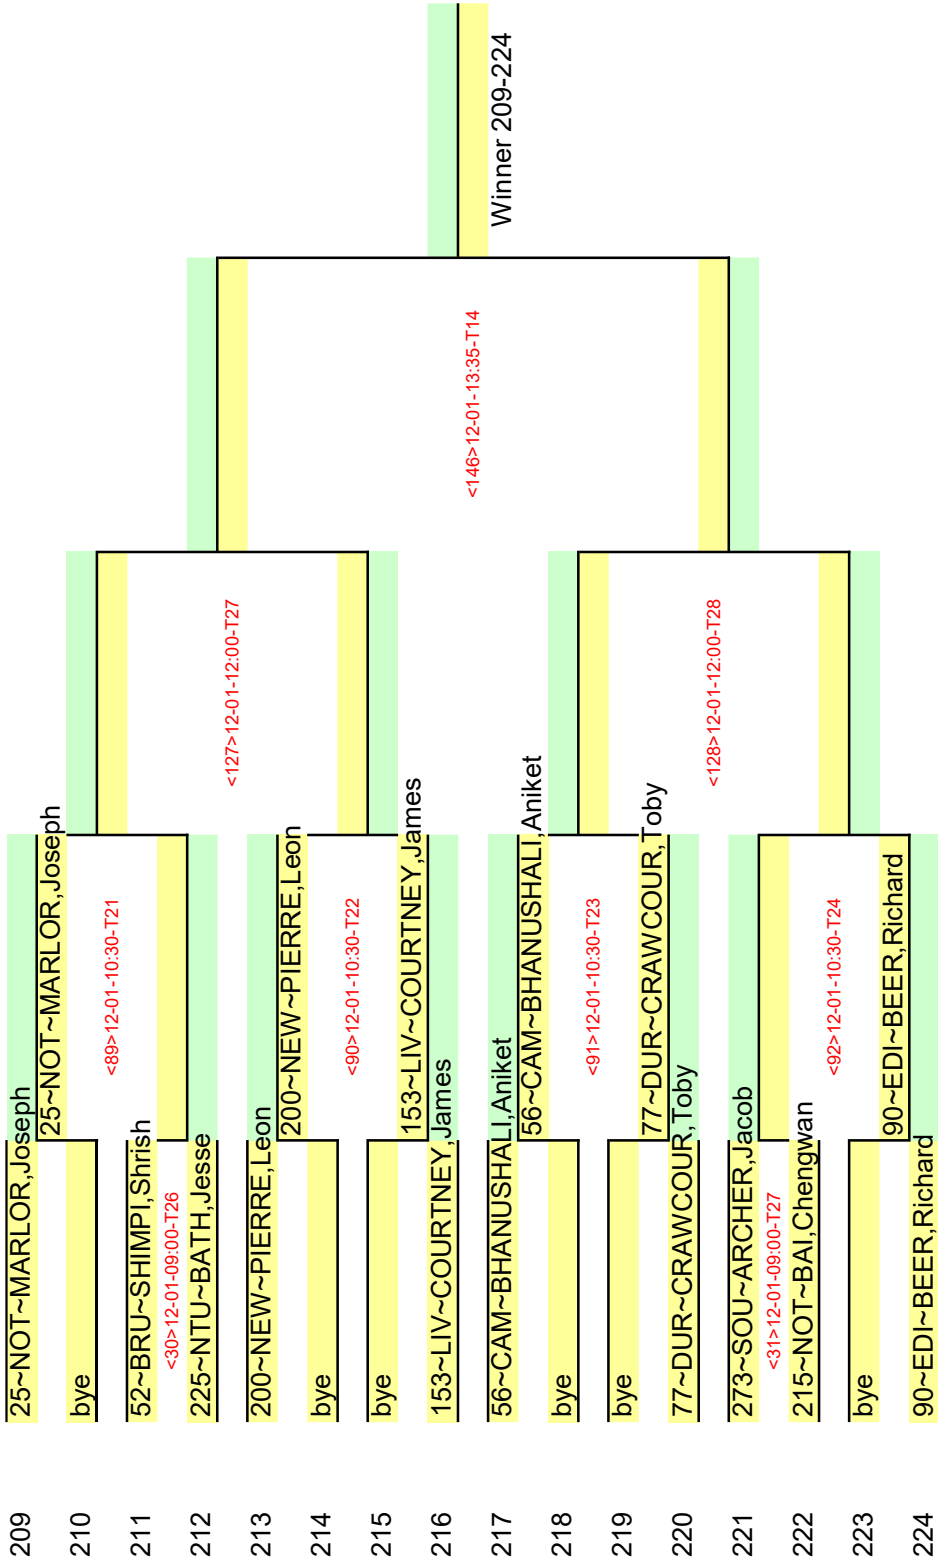 209
25~NOT~MARLOR,Joseph
25~NOT~MARLOR,Joseph
210
bye
<89>12-01-10:30-T21
211
52~BRU~SHIMPI,Shrish
<30>12-01-09:00-T26
212
225~NTU~BATH,Jesse
<127>12-01-12:00-T27
213
200~NEW~PIERRE,Leon
200~NEW~PIERRE,Leon
214
bye
<90>12-01-10:30-T22
215
bye
153~LIV~COURTNEY,James
216
153~LIV~COURTNEY,James
<146>12-01-13:35-T14
Winner 209-224
217
56~CAM~BHANUSHALI,Aniket
56~CAM~BHANUSHALI,Aniket
218
bye
<91>12-01-10:30-T23
219
bye
77~DUR~CRAWCOUR,Toby
220
77~DUR~CRAWCOUR,Toby
<128>12-01-12:00-T28
221
273~SOU~ARCHER,Jacob
<31>12-01-09:00-T27
222
215~NOT~BAI,Chengwan
<92>12-01-10:30-T24
223
bye
90~EDI~BEER,Richard
224
90~EDI~BEER,Richard